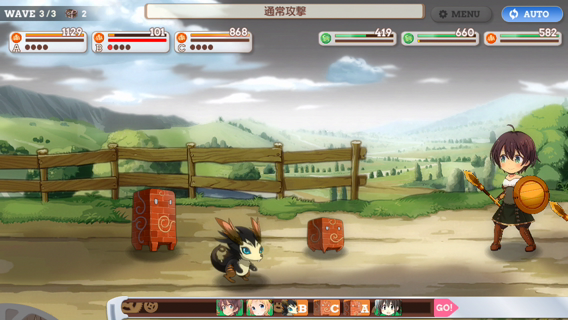 WAVE 3/3 2
通常攻撃
MENU
AUTO
1129
A
101
B
868
C
419
660
582
B C A GO!